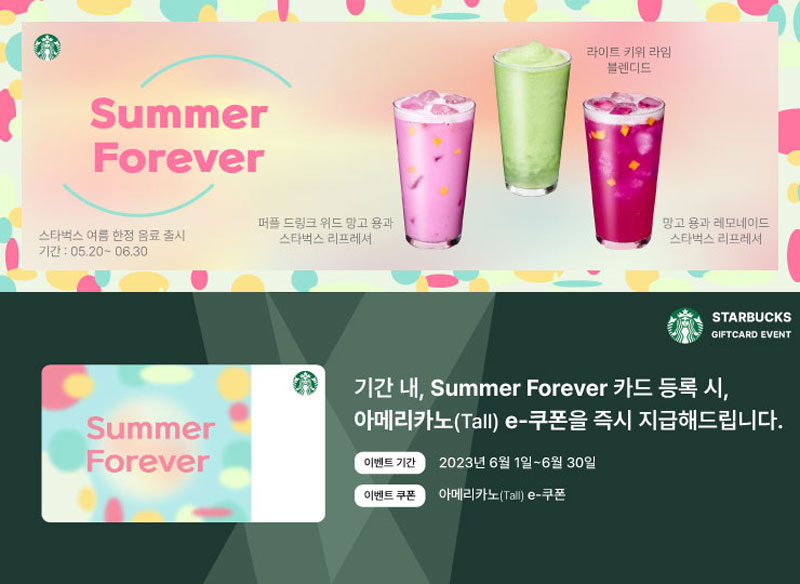 Summer
Forever
스타벅스 여름 한정 음료 출시
기간 : 05.20~ 06.30
라이트 키위 라임
블렌디드
퍼플 드링크 위드 망고 용과
스타벅스 리프레셔
망고 용과 레모네이드
스타벅스 리프레셔
STARBUCKS
GIFTCARD EVENT
Summer
Forever
기간 내, Summer Forever 카드 등록 시,
아메리카노(Tall) e-쿠폰을 즉시 지급해드립니다.
이벤트 기간 2023년 6월 1일~6월 30일
이벤트 쿠폰 아메리카노(Tall) e-쿠폰